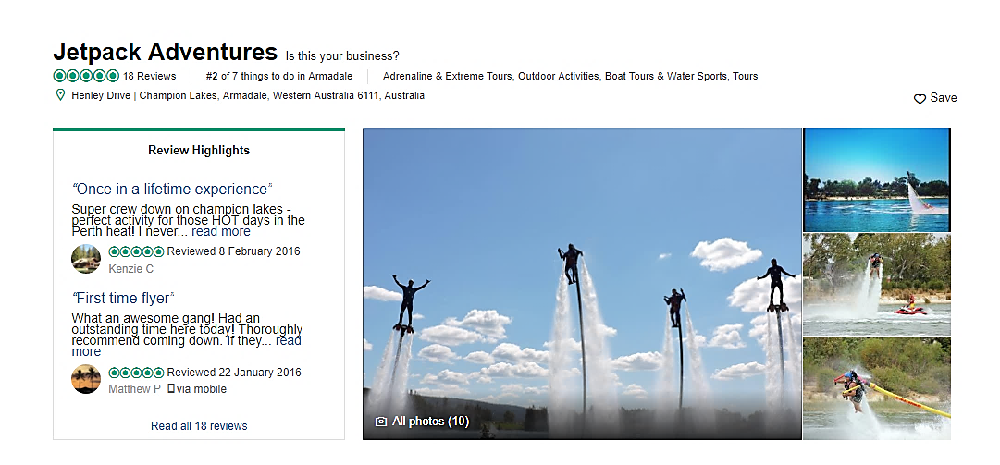 Jetpack Adventures Is this your business?
18 Reviews #2 of 7 things to do in Armadale Adrenaline & Extreme Tours, Outdoor Activities, Boat Tours & Water Sports, Tours
Henley Drive | Champion Lakes, Armadale, Western Australia 6111, Australia
Save
Review Highlights
“Once in a lifetime experience”
Super crew down on champion lakes -
perfect activity for those HOT days in the
Perth heat! I never... read more
Reviewed 8 February 2016
Kenzie C
“First time flyer”
What an awesome gang! Had an
outstanding time here today! Thoroughly
recommend coming down. If they... read
more
Reviewed 22 January 2016
Matthew P via mobile
Read all 18 reviews
All photos (10)